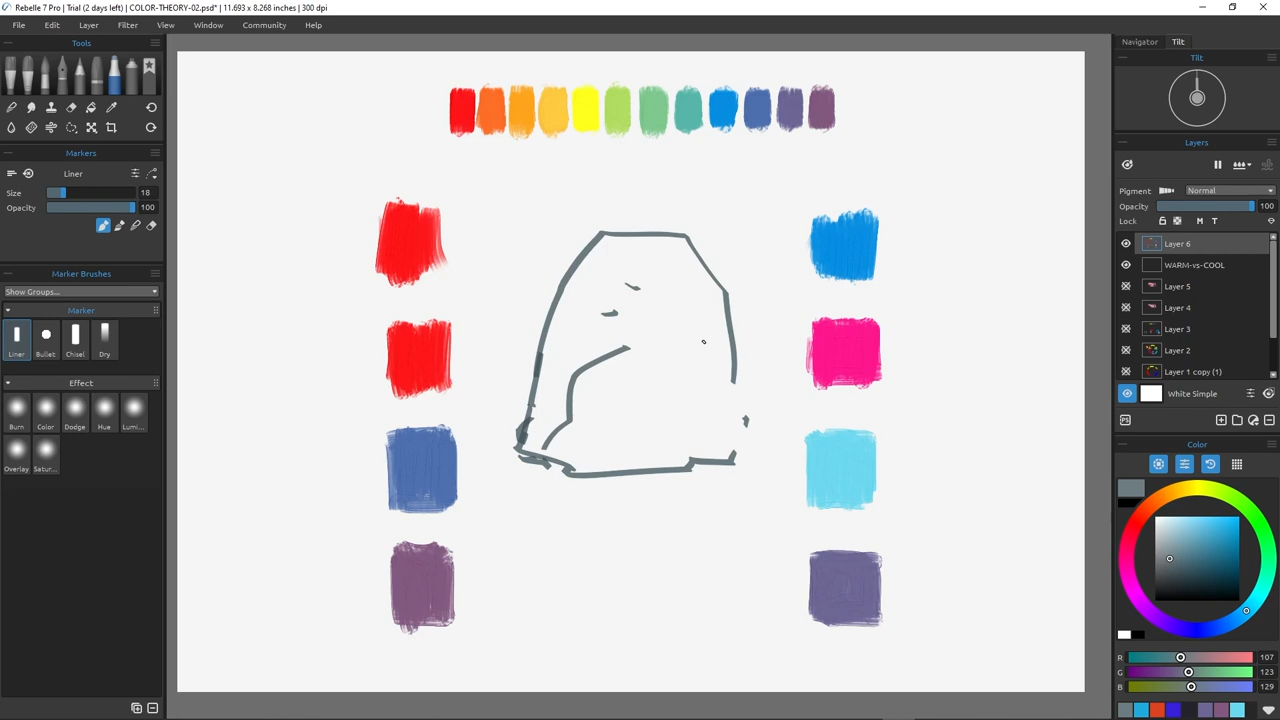 Rebelle 7 Pro | Trial (2 days left) | COLOR-THEORY-02.psd* | 11.693 x 8.268 inches | 300 dpi
File Edit Layer Filter View Window Community Help
Tools
Markers
Liner
Size 18
Opacity 100
Marker Brushes
Show Groups...
Marker
Liner Bullet Chisel Dry
Effect
Burn Color Dodge Hue Lumi...
Overlay Satur...
Navigator Tilt
Tilt
Layers
Pigment Normal
Opacity 100
Lock M T
Layer 6
WARM-vs-COOL
Layer 5
Layer 4
Layer 3
Layer 2
Layer 1 copy (1)
White Simple
PS
Color
R 107
G 123
B 129